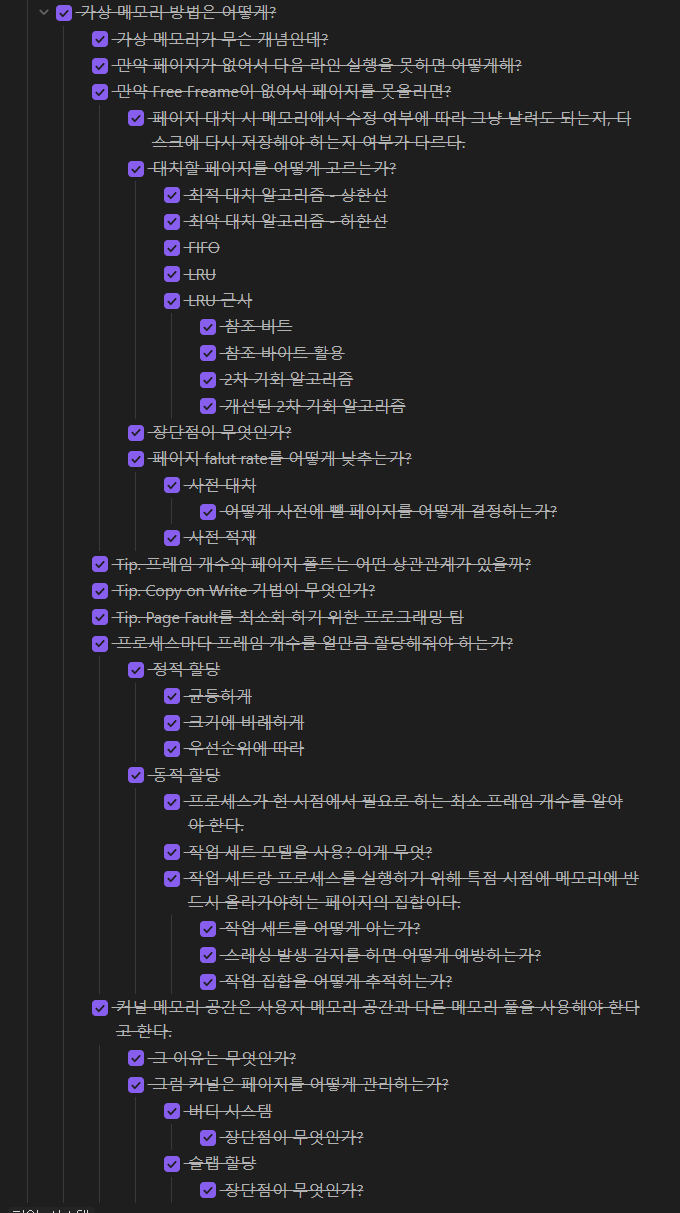 가상 메모리 방법은 어떻게?
가상 메모리가 무슨 개념인데?
만약 페이지가 없어서 다음 라인 실행을 못하면 어떻게해?
만약 Free Freame이 없어서 페이지를 못올리면?
페이지 대치 시 메모리에서 수정 여부에 따라 그냥 날려도 되는지, 디
스크에 다시 저장해야 하는지 여부가 다르다.
대치할 페이지를 어떻게 고르는가?
최적 대치 알고리즘 - 상한선
최악 대치 알고리즘 - 하한선
FIFO
LRU
LRU 근사
참조 비트
참조 바이트 활용
2차 기회 알고리즘
개선된 2차 기회 알고리즘
장단점이 무엇인가?
페이지 falut rate를 어떻게 낮추는가?
사전 대치
어떻게 사전에 뺄 페이지를 어떻게 결정하는가?
사전 적재
Tip. 프레임 개수와 페이지 폴트는 어떤 상관관계가 있을까?
Tip. Copy on Write 기법이 무엇인가?
Tip. Page Fault를 최소화 하기 위한 프로그래밍 팁
프로세스마다 프레임 개수를 얼만큼 할당해줘야 하는가?
정적 할당
균등하게
크기에 비례하게
우선순위에 따라
동적 할당
프로세스가 현 시점에서 필요로 하는 최소 프레임 개수를 알아
야 한다.
작업 세트 모델을 사용? 이게 무엇?
작업 세트랑 프로세스를 실행하기 위해 특점 시점에 메모리에 반
드시 올라가야하는 페이지의 집합이다.
작업 세트를 어떻게 아는가?
스레싱 발생 감지를 하면 어떻게 예방하는가?
작업 집합을 어떻게 추적하는가?
커널 메모리 공간은 사용자 메모리 공간과 다른 메모리 풀을 사용해야 한다
고 한다.
그 이유는 무엇인가?
그럼 커널은 페이지를 어떻게 관리하는가?
버디 시스템
장단점이 무엇인가?
슬랩 할당
장단점이 무엇인가?